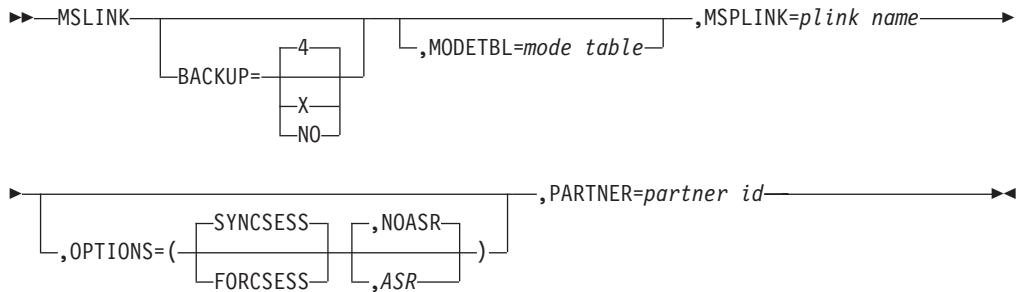 MSLINK ,MSPLINK=plink name
4
,MODETBL=mode table
BACKUP=
X
NO
,PARTNER=partner id
SYNCSESS ,NOASR
,OPTIONS=( )
FORCSESS ,ASR